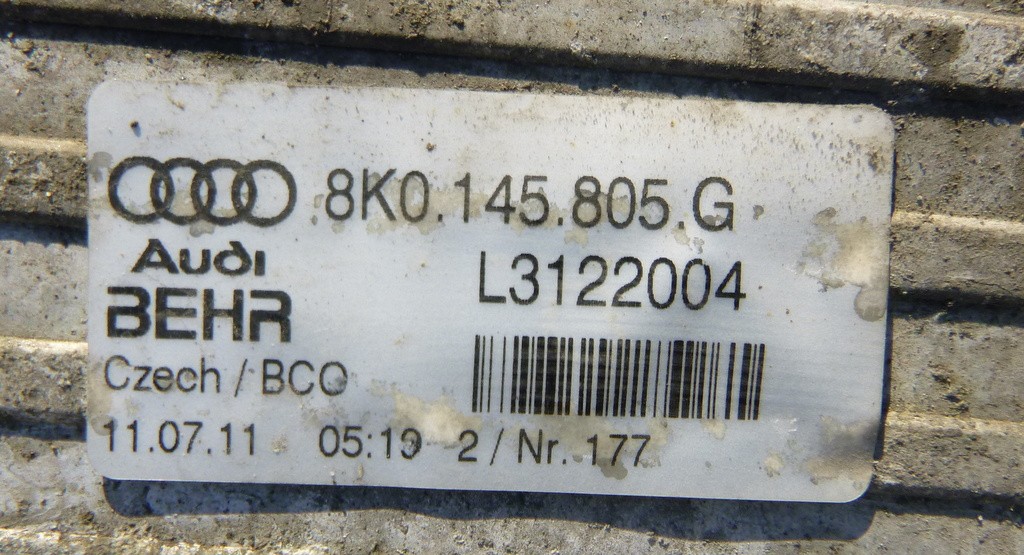 8K0.145.805.G
Audi
L3122004
BEHR
Czech / BCO
11.07.11 05:19 2 / Nr. 177